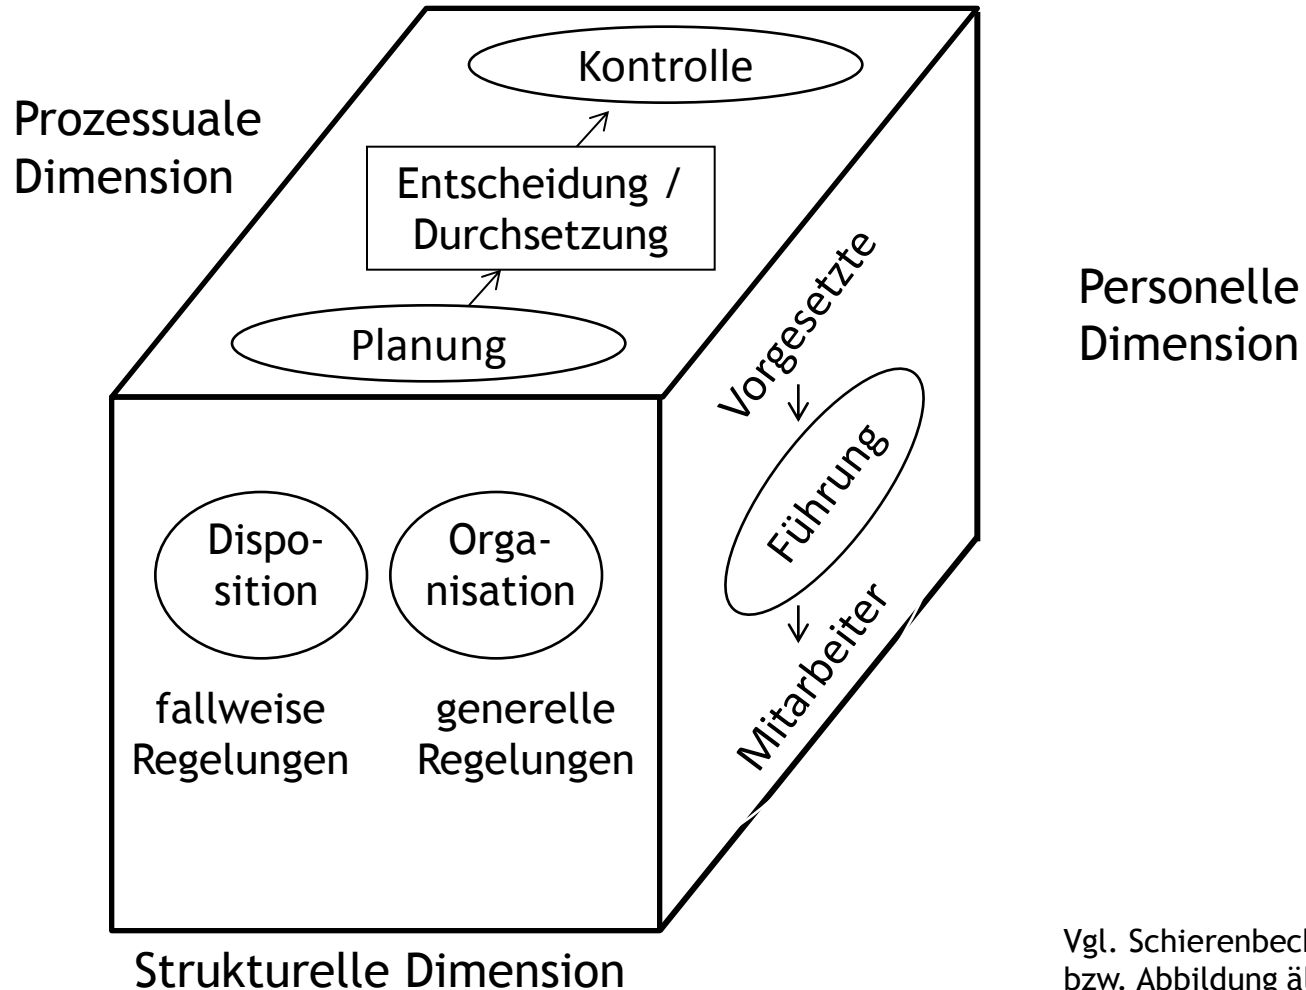 Kontrolle
Prozessuale
Dimension
Entscheidung /
Durchsetzung
Vorgesetzte
Personelle
Dimension
Planung
Führung
Dispo-
sition
Orga-
nisation
Mitarbeiter
fallweise
Regelungen
generelle
Regelungen
Strukturelle Dimension
Vgl.
bzw. Abbildung